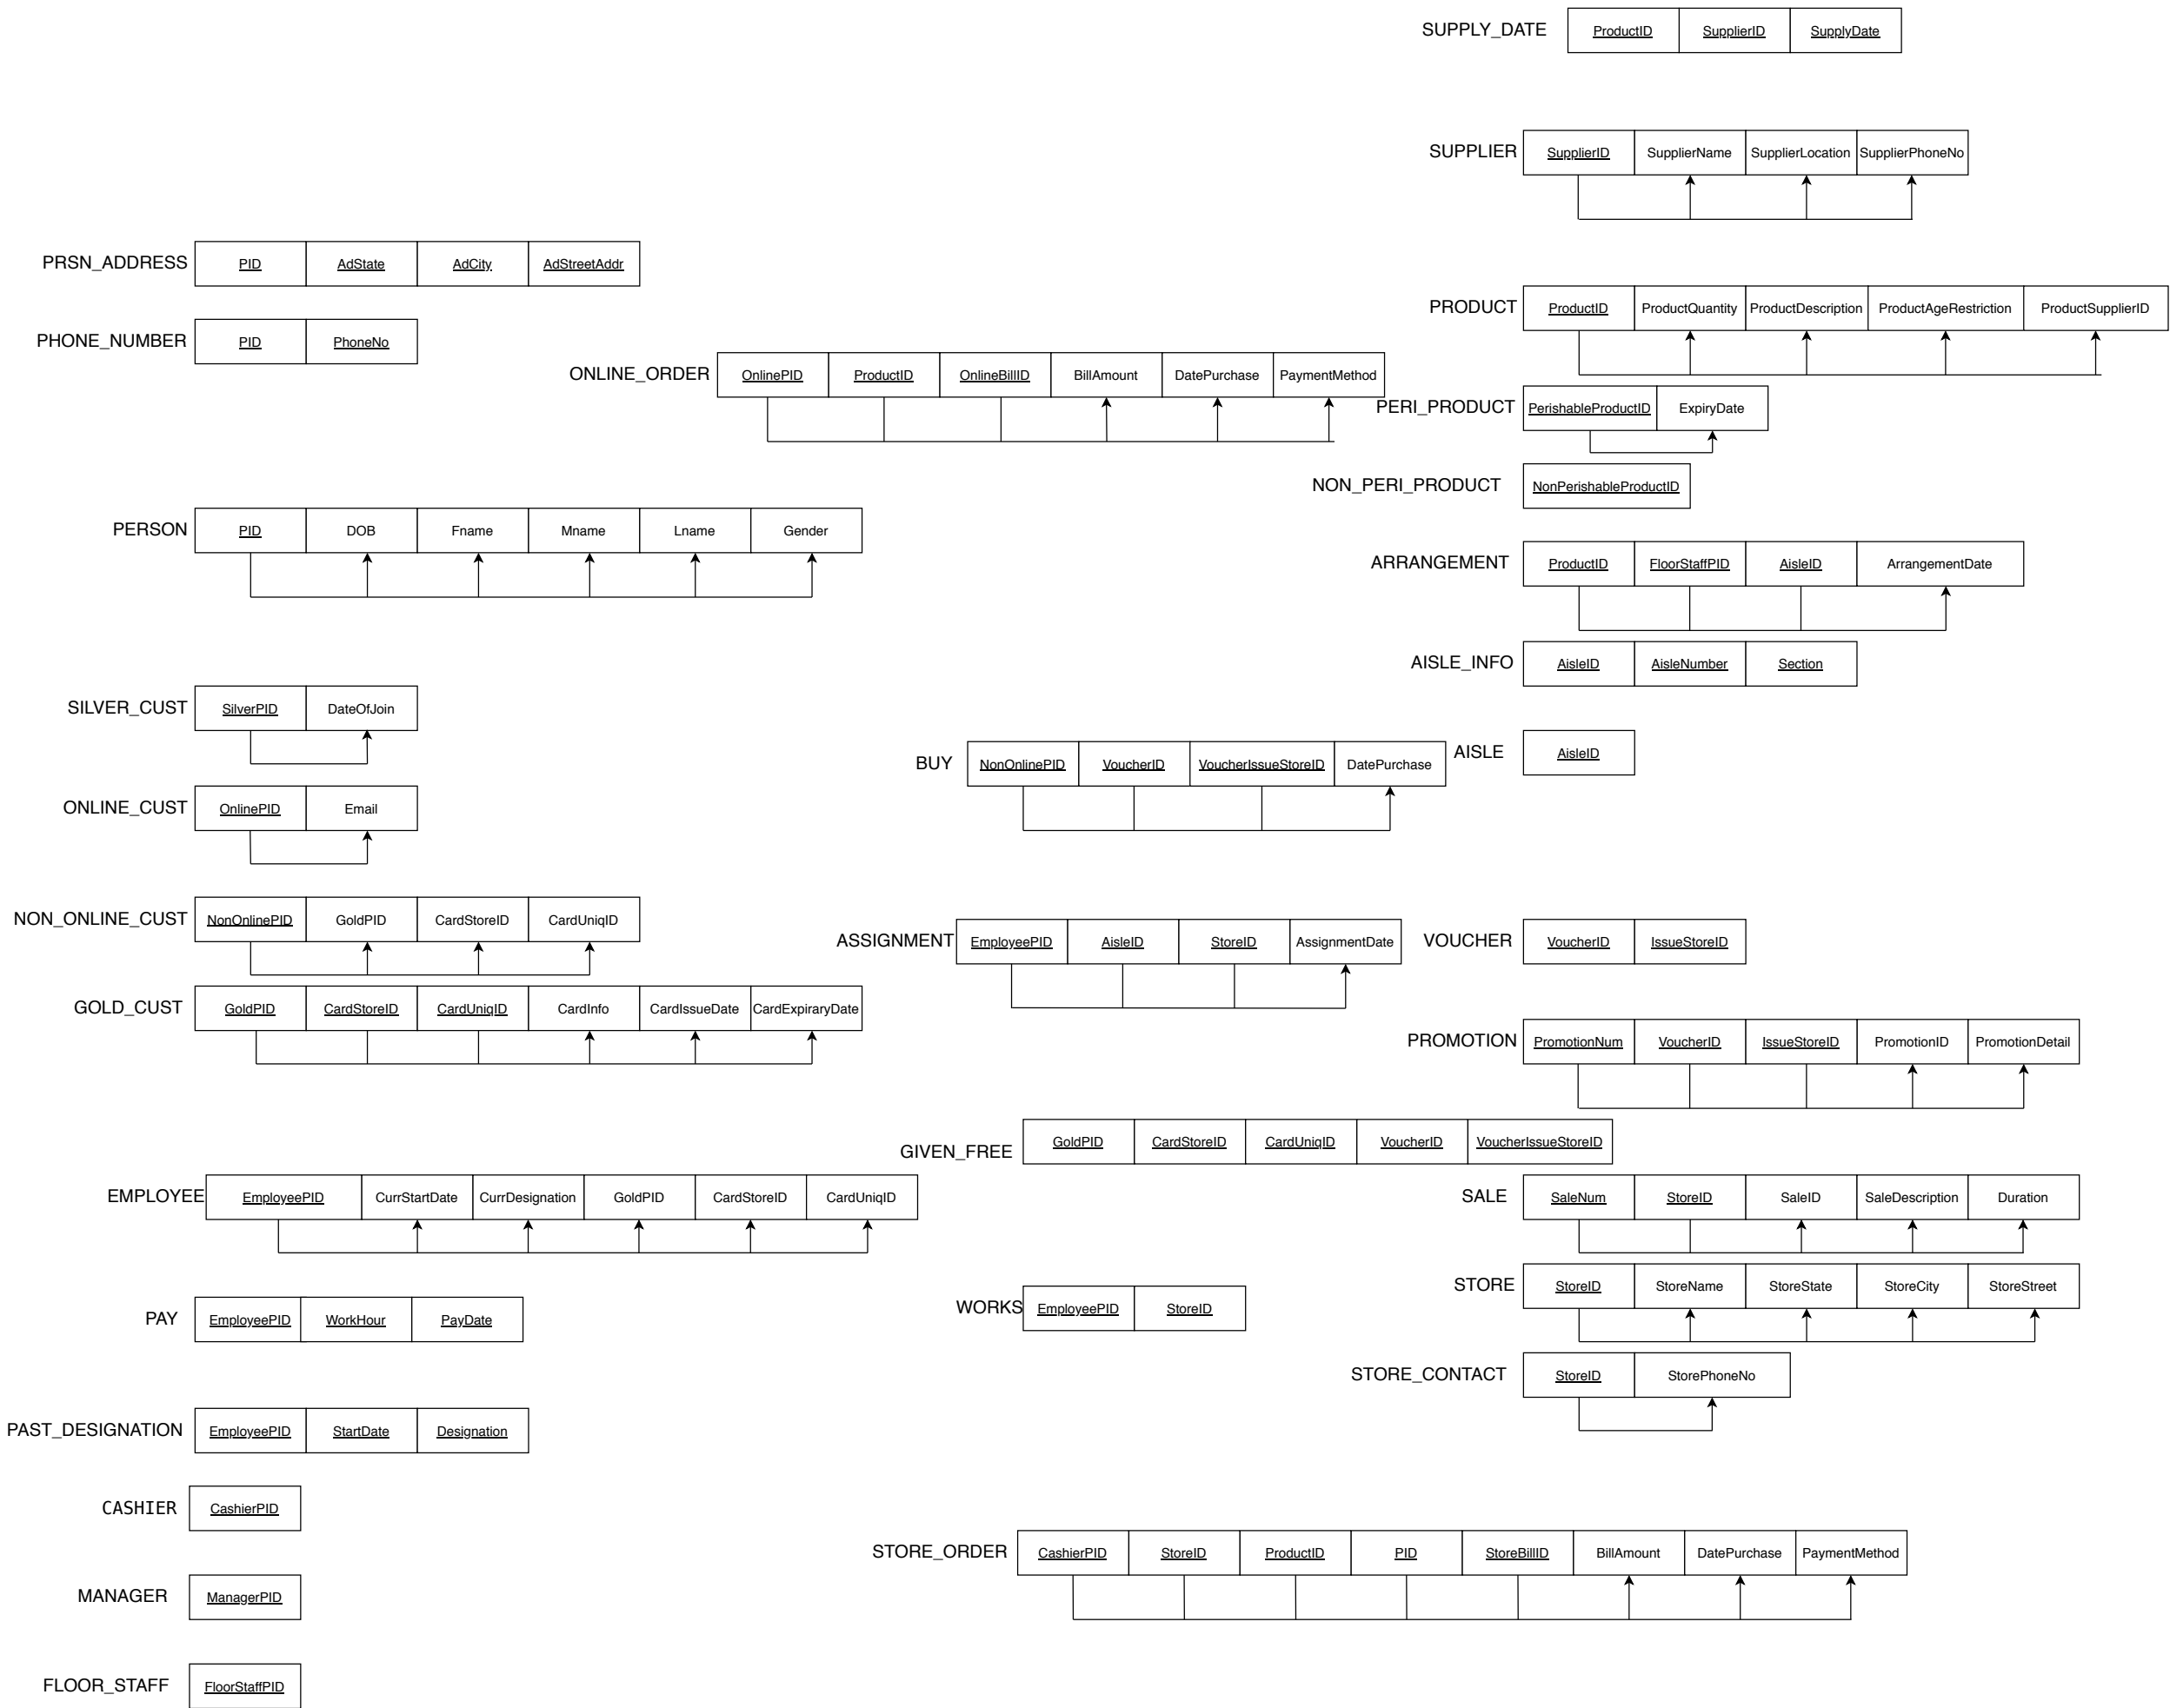 SUPPLY_DATE ProductID SupplierID SupplyDate
SUPPLIER SupplierID SupplierName SupplierLocation SupplierPhoneNo
PRSN_ADDRESS PID AdState AdCity AdStreetAddr
PRODUCT ProductID ProductQuantity ProductDescription ProductAgeRestriction ProductSupplierID
PHONE_NUMBER PID PhoneNo
ONLINE_ORDER OnlinePID ProductID OnlineBillID BillAmount DatePurchase PaymentMethod
PERI_PRODUCT PerishableProductID ExpiryDate
NON_PERI_PRODUCT NonPerishableProductID
PERSON PID DOB Fname Mname Lname Gender
ARRANGEMENT ProductID FloorStaffPID AisleID ArrangementDate
AISLE_INFO AisleID AisleNumber Section
SILVER_CUST SilverPID DateOfJoin
BUY NonOnlinePID VoucherID VoucherIssueStoreID DatePurchase
AISLE AisleID
ONLINE_CUST OnlinePID Email
NON_ONLINE_CUST NonOnlinePID GoldPID CardStoreID CardUniqID
ASSIGNMENT EmployeePID AisleID StoreID AssignmentDate
VOUCHER VoucherID IssueStoreID
GOLD_CUST GoldPID CardStoreID CardUniqID CardInfo CardIssueDate CardExpiraryDate
PROMOTION PromotionNum VoucherID IssueStoreID PromotionID PromotionDetail
GIVEN_FREE GoldPID CardStoreID CardUniqID VoucherID VoucherIssueStoreID
EMPLOYEE EmployeePID CurrStartDate CurrDesignation GoldPID CardStoreID CardUniqID
SALE SaleNum StoreID SaleID SaleDescription Duration
STORE StoreID StoreName StoreState StoreCity StoreStreet
PAY EmployeePID WorkHour PayDate
WORKS EmployeePID StoreID
STORE_CONTACT StoreID StorePhoneNo
PAST_DESIGNATION EmployeePID StartDate Designation
CASHIER CashierPID
STORE_ORDER CashierPID StoreID ProductID PID StoreBillID BillAmount DatePurchase PaymentMethod
MANAGER ManagerPID
FLOOR_STAFF FloorStaffPID